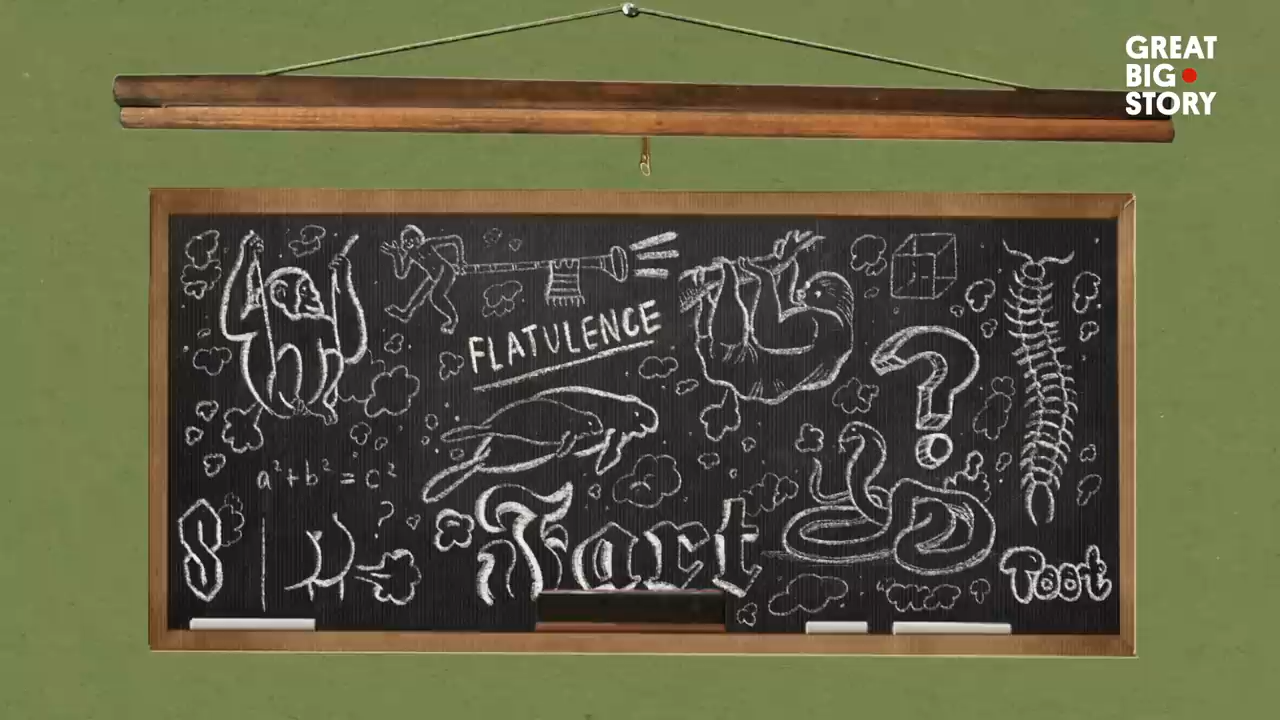 GREAT
BIG
STORY
FLATULENCE
a²+b² = c²
?
?
S
Fart
Toot